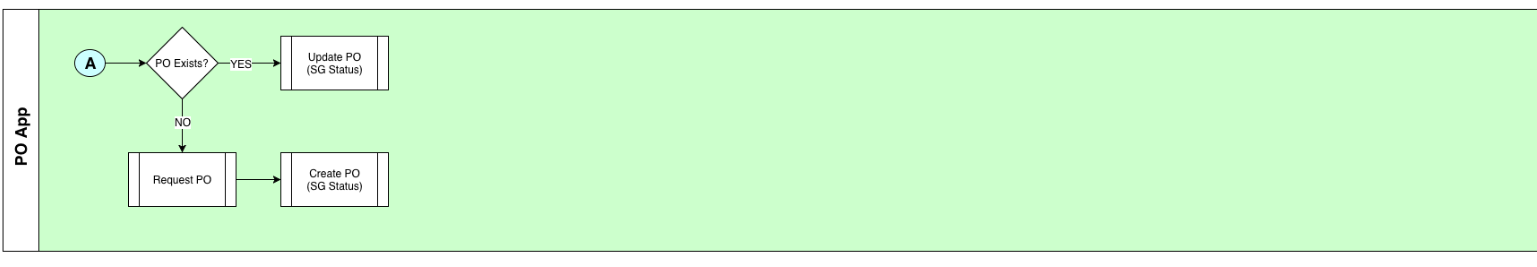 PO App
A
PO Exists?
YES
Update PO
(SG Status)
NO
Request PO
Create PO
(SG Status)